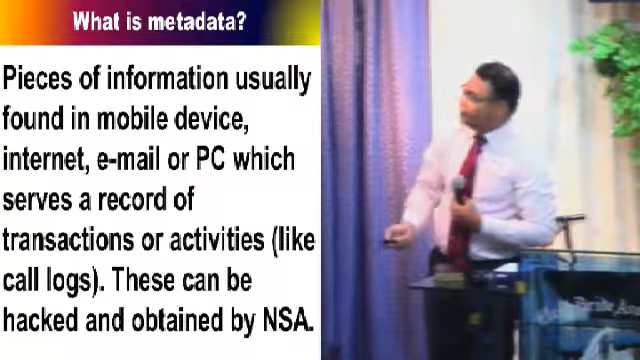 What is metadata?
Pieces of information usually
found in mobile device,
internet, e-mail or PC which
serves a record of
transactions or activities (like
call logs). These can be
hacked and obtained by NSA.